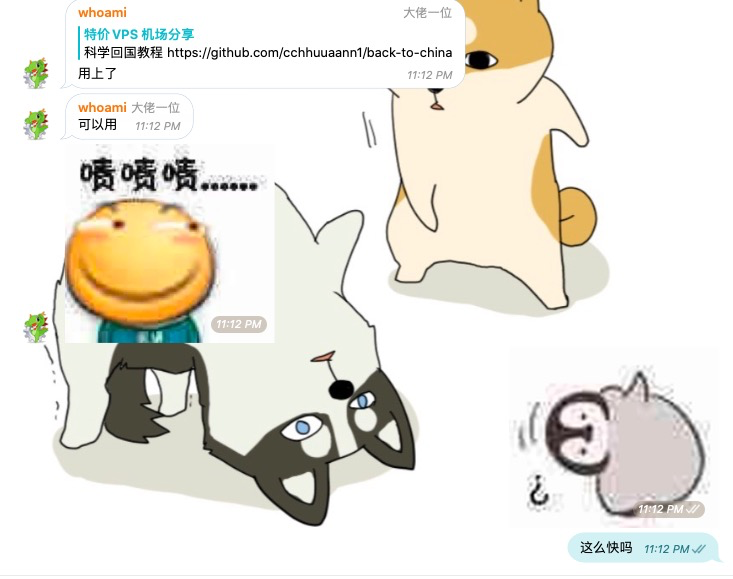 whoami 大佬
特价 VPS 机场分享
科学回国教程 https://github.com/cchhuuaann1/back-to-china
用上了 11:12 PM
whoami 大佬一位
可以用 11:12 PM
啧啧啧......
11:12 PM
¿
11:12 PM
这么快吗 11:12 PM